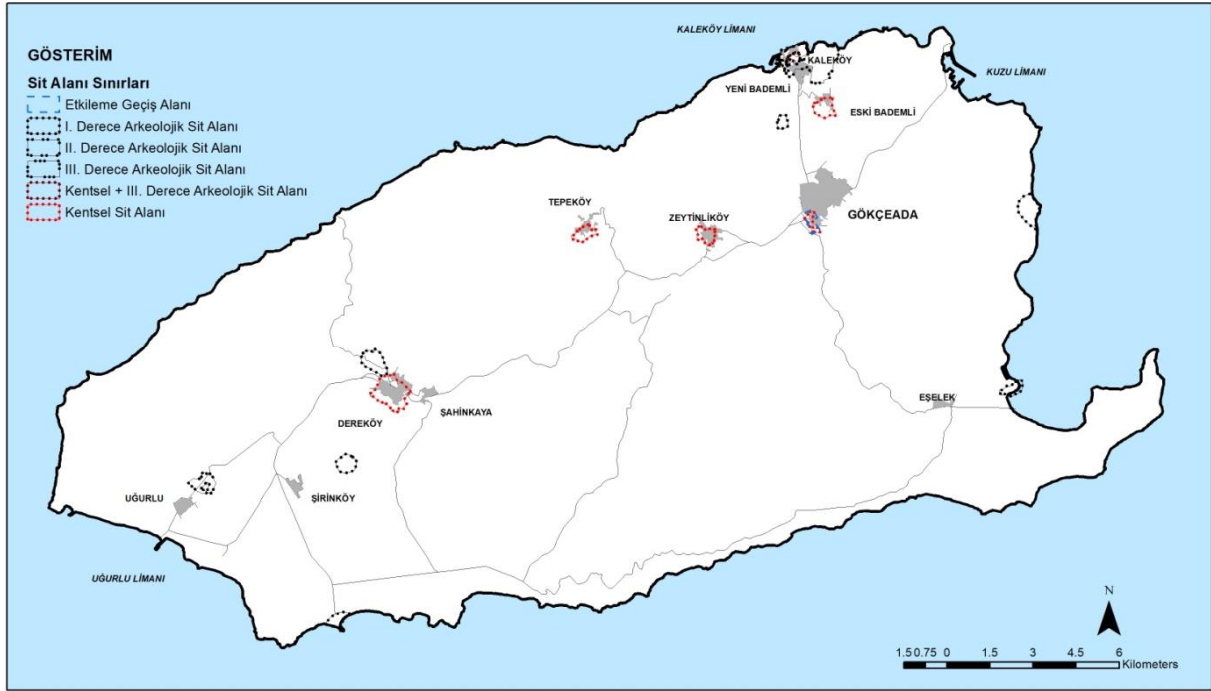 GÖSTERİM
Sit Alanı Sınırları
Etkileme Geçiş Alanı
I. Derece Arkeolojik Sit Alanı
II. Derece Arkeolojik Sit Alanı
III. Derece Arkeolojik Sit Alanı
Kentsel + III. Derece Arkeolojik Sit Alanı
Kentsel Sit Alanı
KALEKÖY LİMANI
KALEKÖY
KUZU LİMANI
YENİ BADEMLİ
ESKİ BADEMLİ
TEPEKÖY
ZEYTİNLİKÖY
GÖKÇEADA
ŞAHİNKAYA
EŞELEK
DEREKÖY
UĞURLU
ŞİRİNKÖY
UĞURLU LİMANI
N
1.5 0.75 0 1.5 3 4.5 6
Kilometers